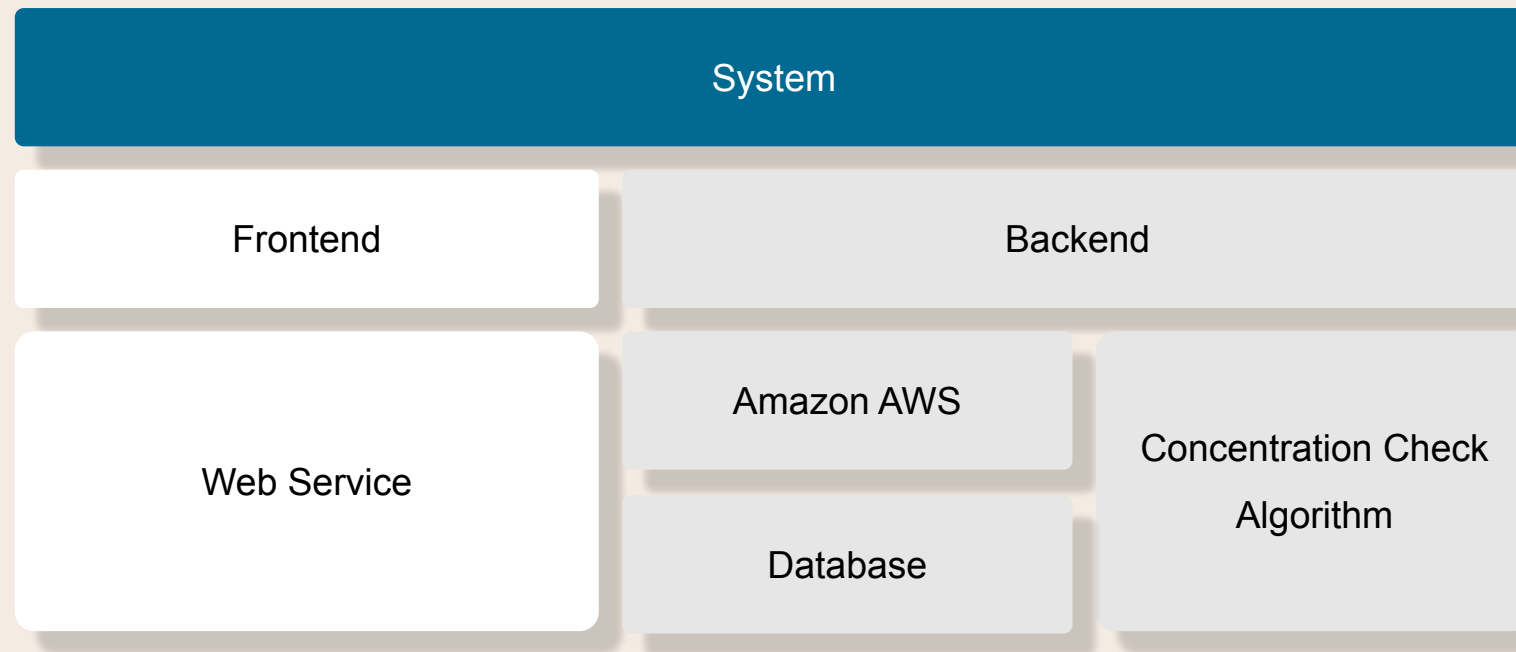 System
Frontend
Backend
Web Service
Amazon AWS
Database
Concentration Check
Algorithm